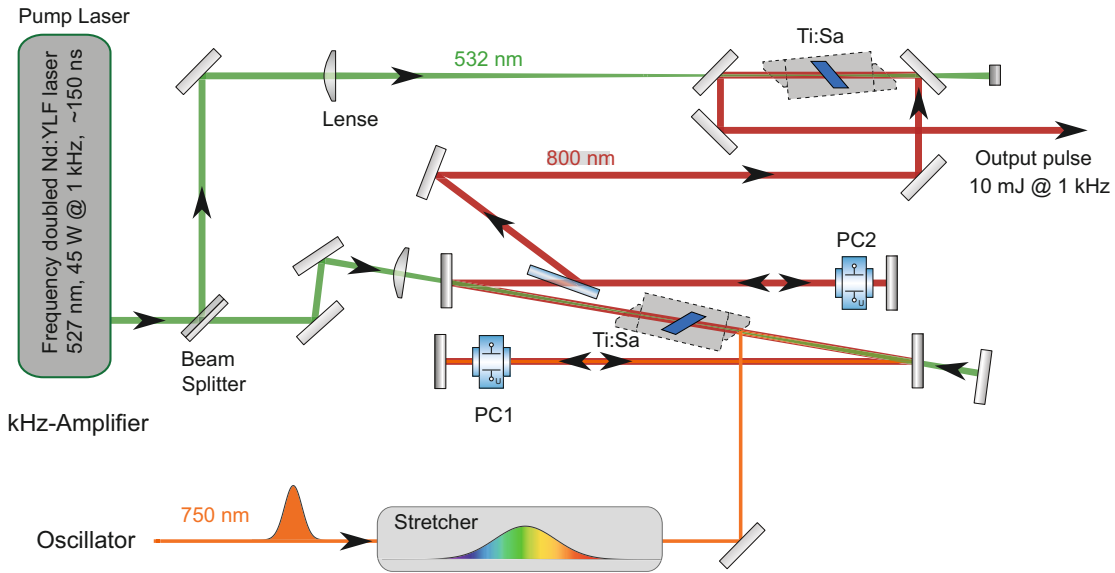 Pump Laser
Frequency doubled Nd:YLF laser
527 nm, 45 W @ 1 kHz, ~150 ns
532 nm
Lense
Ti:Sa
800 nm
Output pulse
10 mJ @ 1 kHz
PC2
U
Beam
Splitter
Ti:Sa
U
PC1
kHz-Amplifier
750 nm
Stretcher
Oscillator